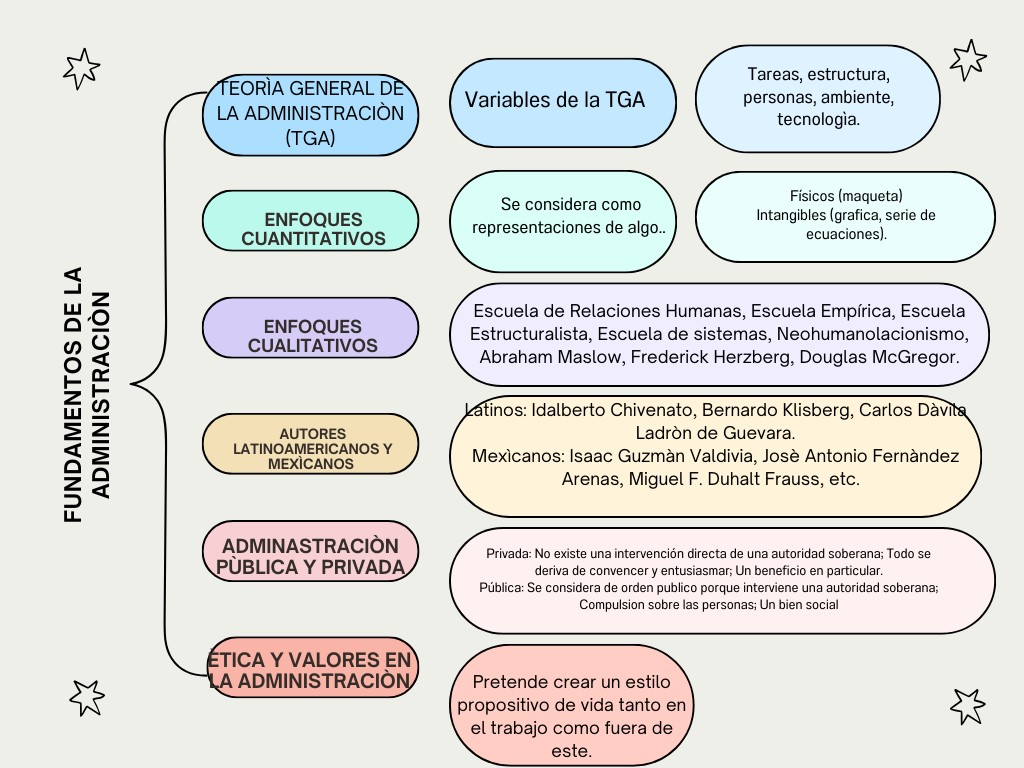 FUNDAMENTOS DE LA
ADMINISTRACIÒN
TEORÌA GENERAL DE
LA ADMINISTRACIÒN
(TGA)
Variables de la TGA
Tareas, estructura,
personas, ambiente,
tecnologìa.
ENFOQUES
CUANTITATIVOS
Se considera como
representaciones de algo..
Físicos (maqueta)
Intangibles (grafica, serie de
ecuaciones).
ENFOQUES
CUALITATIVOS
Escuela de Relaciones Humanas, Escuela Empírica, Escuela
Estructuralista, Escuela de sistemas, Neohumanolacionismo,
Abraham Maslow, Frederick Herzberg, Douglas McGregor.
AUTORES
LATINOAMERICANOS Y
MEXÌCANOS
Latinos: Idalberto Chivenato, Bernardo Klisberg, Carlos Dàvila
Ladròn de Guevara.
Mexìcanos: Isaac Guzmàn Valdivia, Josè Antonio Fernàndez
Arenas, Miguel F. Duhalt Frauss, etc.
ADMINASTRACIÒN
PÙBLICA Y PRIVADA
Privada: No existe una intervención directa de una autoridad soberana; Todo se
deriva de convencer y entusiasmar; Un beneficio en particular.
Pública: Se considera de orden publico porque interviene una autoridad soberana;
Compulsion sobre las personas; Un bien social
ÈTICA Y VALORES EN
LA ADMINISTRACIÒN
Pretende crear un estilo
propositivo de vida tanto en
el trabajo como fuera de
este.